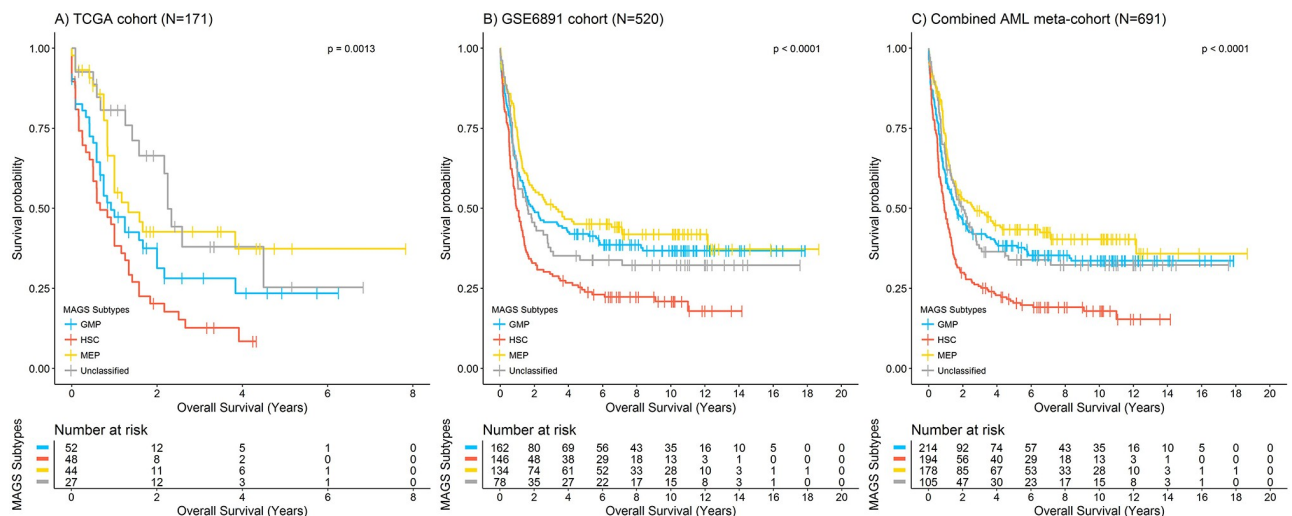 A) TCGA cohort (N=171)
p = 0.0013
1.00
0.75
0.50
0.25
0.00
Survival probability
MAGS Subtypes
GMP
HSC
MEP
Unclassified
0 2 4 6 8
Overall Survival (Years)
Number at risk
MAGS Subtypes
52 12 5 1 0
48 8 2 0 0
44 11 6 1 0
27 12 3 1 0
0 2 4 6 8
Overall Survival (Years)
B) GSE6891 cohort (N=520)
p < 0.0001
1.00
0.75
0.50
0.25
0.00
Survival probability
MAGS Subtypes
GMP
HSC
MEP
Unclassified
0 2 4 6 8 10 12 14 16 18 20
Overall Survival (Years)
Number at risk
MAGS Subtypes
162 80 69 56 43 35 16 10 5 0 0
146 48 38 29 18 13 3 1 0 0 0
134 74 61 52 33 28 10 3 1 1 0
78 35 27 22 17 15 8 3 1 0 0
0 2 4 6 8 10 12 14 16 18 20
Overall Survival (Years)
C) Combined AML meta-cohort (N=691)
p < 0.0001
1.00
0.75
0.50
0.25
0.00
Survival probability
MAGS Subtypes
GMP
HSC
MEP
Unclassified
0 2 4 6 8 10 12 14 16 18 20
Overall Survival (Years)
Number at risk
MAGS Subtypes
214 92 74 57 43 35 16 10 5 0 0
194 56 40 29 18 13 3 1 0 0 0
178 85 67 53 33 28 10 3 1 1 0
105 47 30 23 17 15 8 3 1 0 0
0 2 4 6 8 10 12 14 16 18 20
Overall Survival (Years)